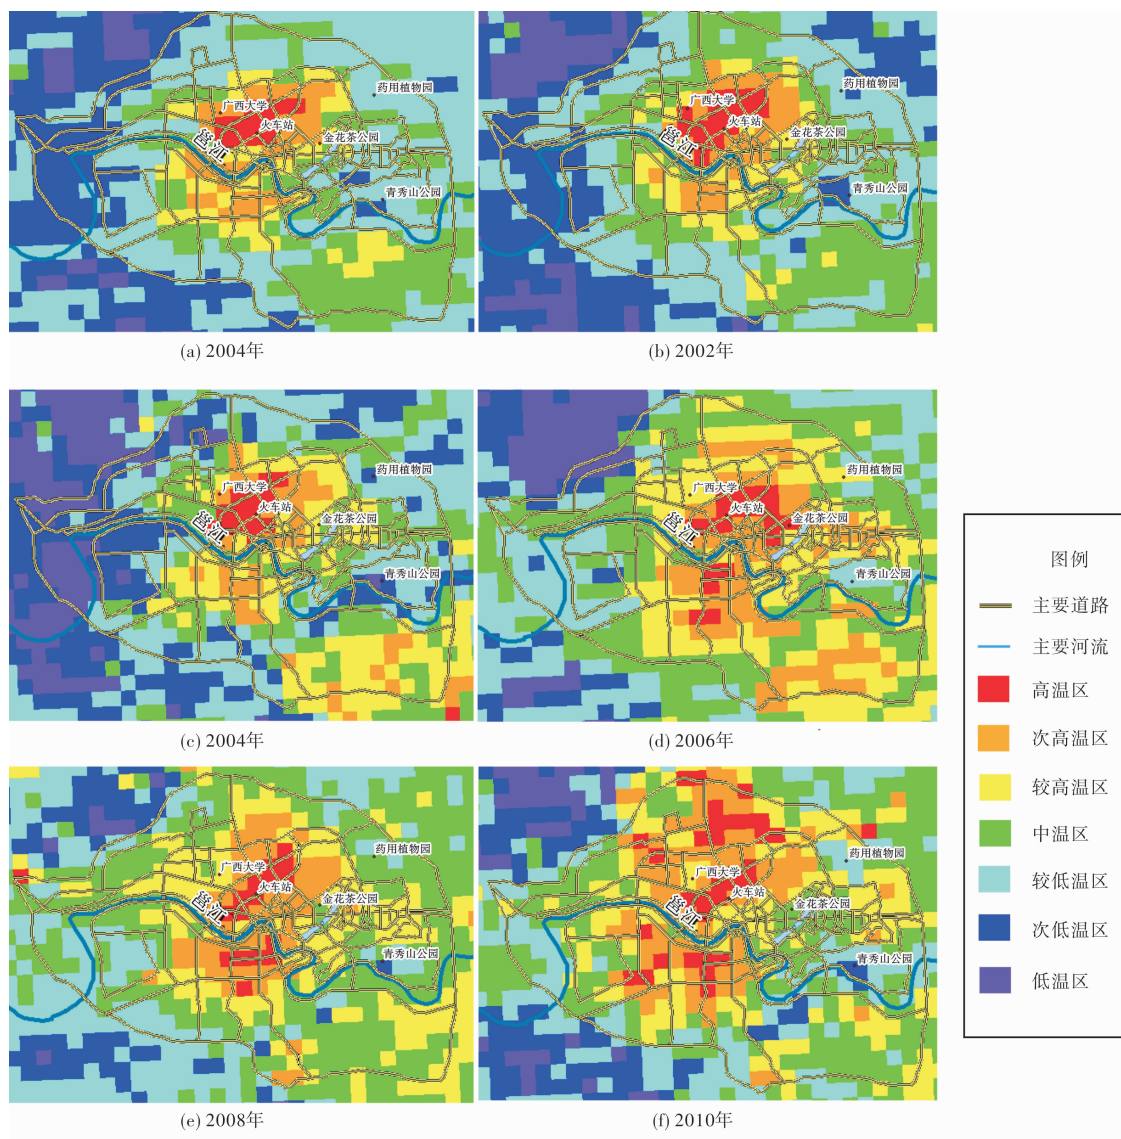 药用植物园
广西大学
火车站
邕江
金花茶公园
青秀山公园
(a) 2004年
药用植物园
广西大学
火车站
邕江
金花茶公园
青秀山公园
(b) 2002年
药用植物园
广西大学
火车站
邕江
金花茶公园
青秀山公园
(c) 2004年
药用植物园
广西大学
火车站
邕江
金花茶公园
青秀山公园
(d) 2006年
药用植物园
广西大学
火车站
邕江
金花茶公园
青秀山公园
(e) 2008年
药用植物园
广西大学
火车站
邕江
金花茶公园
青秀山公园
(f) 2010年
图例
主要道路
主要河流
高温区
次高温区
较高温区
中温区
较低温区
次低温区
低温区